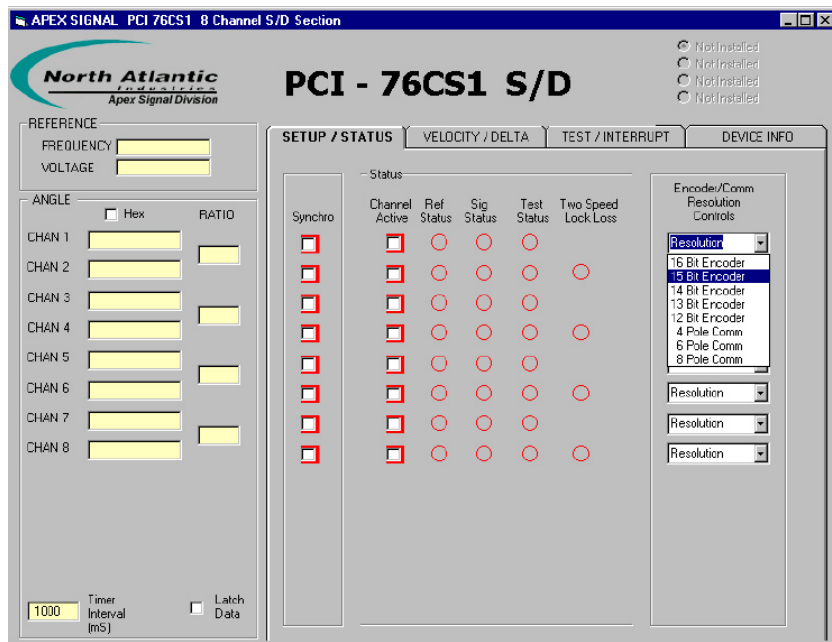 APEX SIGNAL PCI 76CS1 8 Channel S/D Section
North Atlantic
Industries
Apex Signal Division
PCI - 76CS1 S/D
Not Installed
Not Installed
Not Installed
Not Installed
REFERENCE
FREQUENCY
VOLTAGE
ANGLE
Hex
RATIO
CHAN 1
CHAN 2
CHAN 3
CHAN 4
CHAN 5
CHAN 6
CHAN 7
CHAN 8
1000
Timer
Interval
(mS)
Latch
Data
SETUP / STATUS
VELOCITY / DELTA
TEST / INTERRUPT
DEVICE INFO
Synchro
Status
Channel
Active
Ref
Status
Sig
Status
Test
Status
Two Speed
Lock Loss
Encoder/Comm
Resolution
Controls
Resolution
16 Bit Encoder
15 Bit Encoder
14 Bit Encoder
13 Bit Encoder
12 Bit Encoder
4 Pole Comm
6 Pole Comm
8 Pole Comm
Resolution
Resolution
Resolution